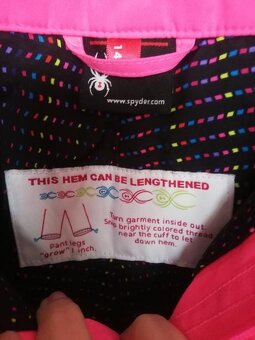 14
www.spyder.com
THIS HEM CAN BE LENGTHENED
Turn garment inside out.
Snip brightly colored thread
near the cuff to let
down hem.
Pant legs
"grow" 1 inch.